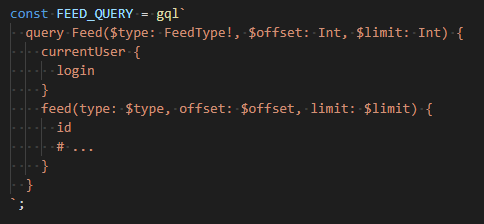 const FEED_QUERY = gql`
  query Feed($type: FeedType!, $offset: Int, $limit: Int) {
    currentUser {
      login
    }
    feed(type: $type, offset: $offset, limit: $limit) {
      id
      # ...
    }
  }
`;